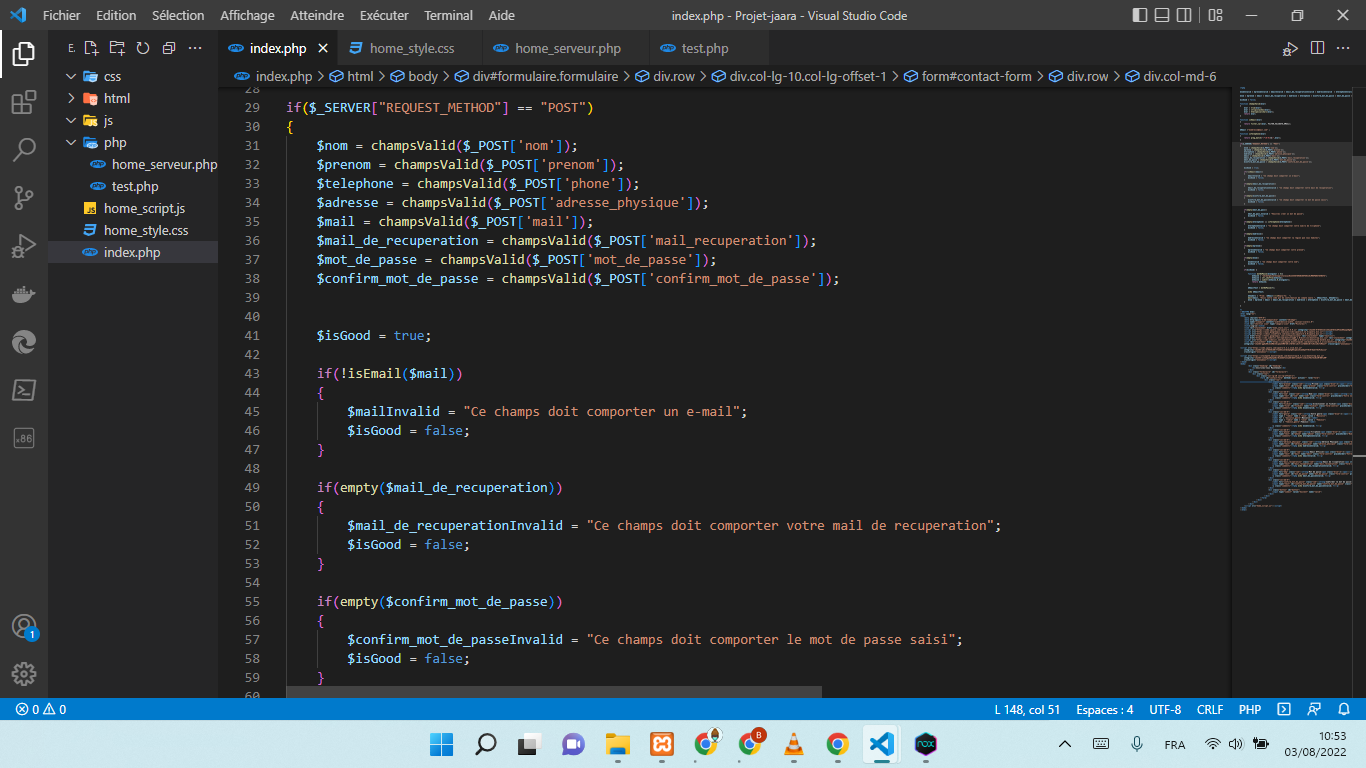 Fichier Edition Sélection Affichage Atteindre Exécuter Terminal Aide
index.php - Projet-jaara - Visual Studio Code
E.
index.php home_style.css home_serveur.php test.php
index.php > html > body > div#formulaire.formulaire > div.row > div.col-lg-10.col-lg-offset-1 > form#contact-form > div.row > div.col-md-6
css
html
js
php
home_serveur.php
test.php
home_script.js
home_style.css
index.php
28
29 if($_SERVER["REQUEST_METHOD"] == "POST")
30 {
31 $nom = champsValid($_POST['nom']);
32 $prenom = champsValid($_POST['prenom']);
33 $telephone = champsValid($_POST['phone']);
34 $adresse = champsValid($_POST['adresse_physique']);
35 $mail = champsValid($_POST['mail']);
36 $mail_de_recuperation = champsValid($_POST['mail_recuperation']);
37 $mot_de_passe = champsValid($_POST['mot_de_passe']);
38 $confirm_mot_de_passe = champsValid($_POST['confirm_mot_de_passe']);
39
40
41 $isGood = true;
42
43 if(!isEmail($mail))
44 {
45 $mailInvalid = "Ce champs doit comporter un e-mail";
46 $isGood = false;
47 }
48
49 if(empty($mail_de_recuperation))
50 {
51 $mail_de_recuperationInvalid = "Ce champs doit comporter votre mail de recuperation";
52 $isGood = false;
53 }
54
55 if(empty($confirm_mot_de_passe))
56 {
57 $confirm_mot_de_passeInvalid = "Ce champs doit comporter le mot de passe saisi";
58 $isGood = false;
59 }
60
x86
1
0 0
L 148, col 51 Espaces : 4 UTF-8 CRLF PHP
B
nox
FRA
10:53
03/08/2022